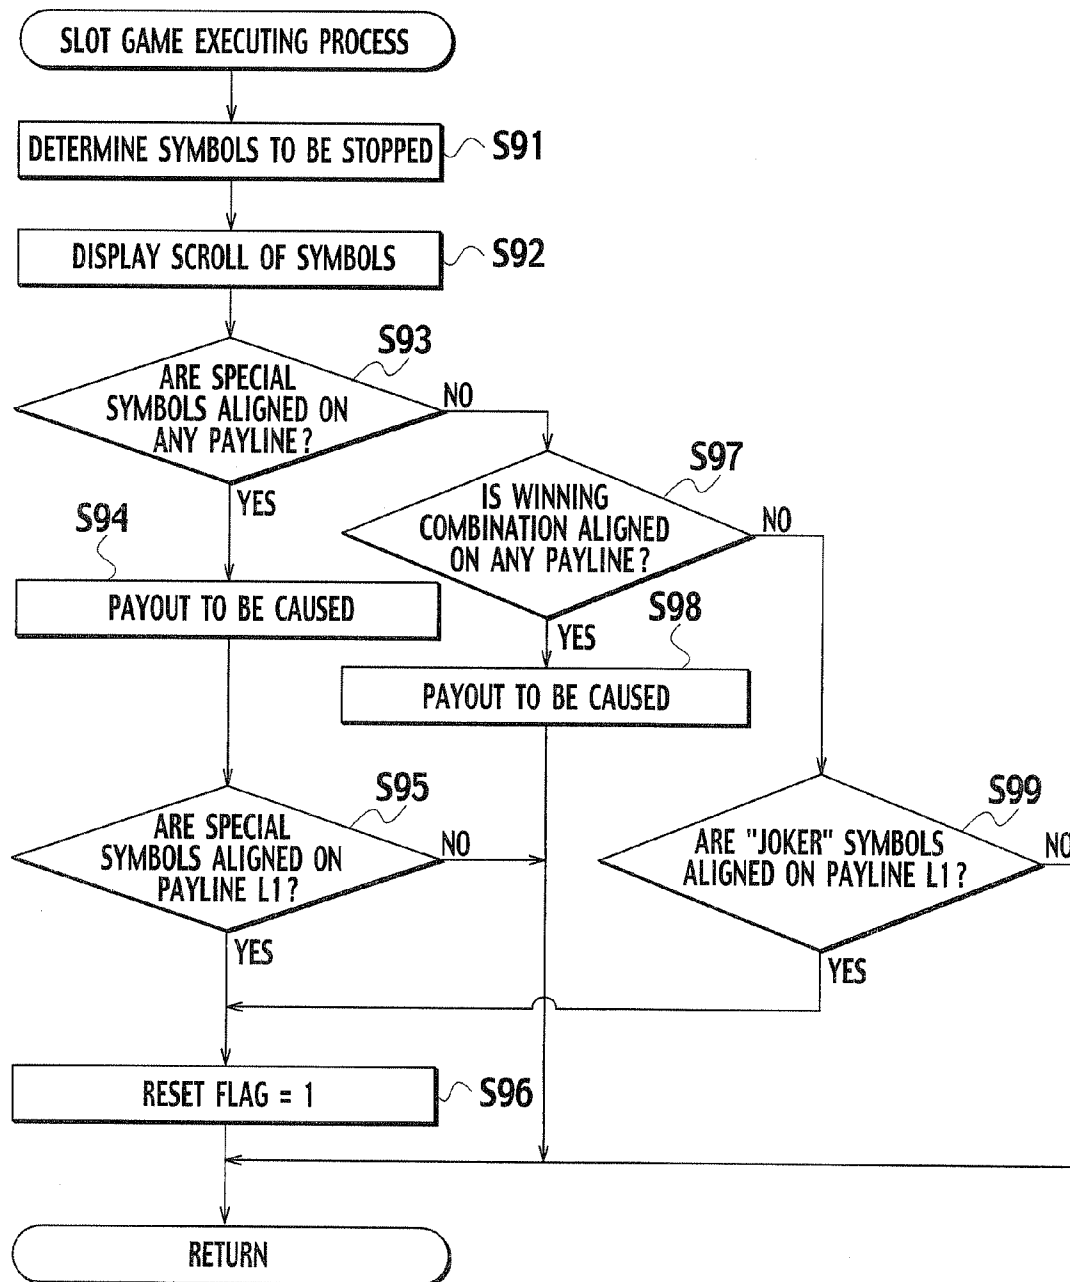 SLOT GAME EXECUTING PROCESS
DETERMINE SYMBOLS TO BE STOPPED
S91
DISPLAY SCROLL OF SYMBOLS
S92
S93
ARE SPECIAL
SYMBOLS ALIGNED ON
ANY PAYLINE?
NO
YES
S97
IS WINNING
COMBINATION ALIGNED
ON ANY PAYLINE?
NO
YES
S94
PAYOUT TO BE CAUSED
S98
PAYOUT TO BE CAUSED
S95
ARE SPECIAL
SYMBOLS ALIGNED ON
PAYLINE L1?
NO
YES
S99
ARE "JOKER" SYMBOLS
ALIGNED ON PAYLINE L1?
NO
YES
RESET FLAG = 1
S96
RETURN